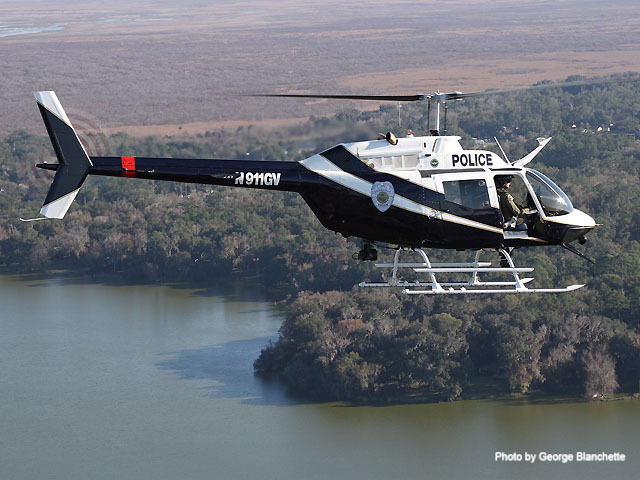 POLICE
N911GV
Photo by George Blanchette